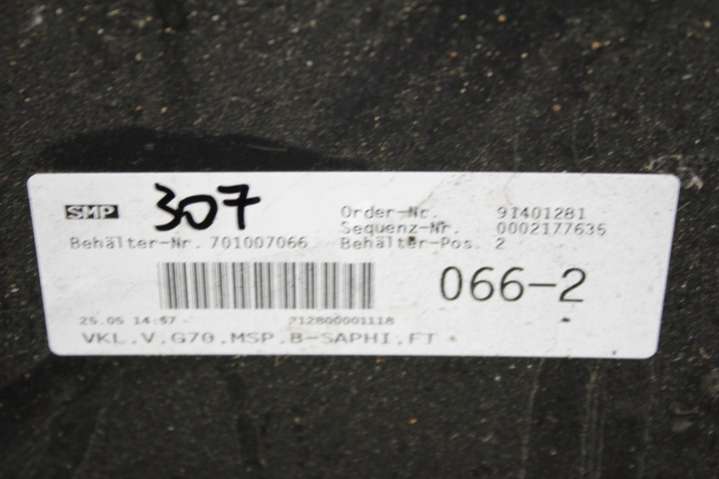 SMP 307 Order-Nr. 91401281
Sequenz-Nr. 0002177635
Behälter-Nr. 701007066 Behälter-Pos. 2
066-2
25.05 14:57 712800001118
VKL.V.G70.MSP.B-SAPHI.FT